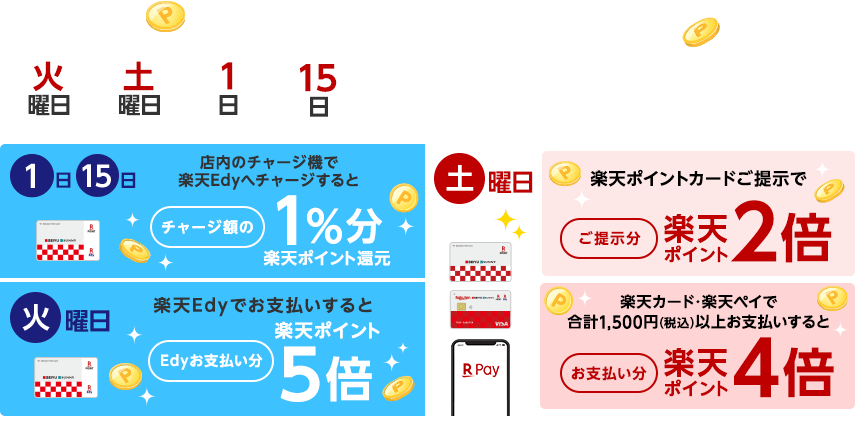 火
曜日
土
曜日
1
日
15
日
1日 15日
店内のチャージ機で
楽天Edyへチャージすると
チャージ額の
1%分
楽天ポイント還元
火曜日
楽天Edyでお支払いすると
Edyお支払い分
楽天ポイント
5倍
土曜日
楽天ポイントカードご提示で
ご提示分
楽天
ポイント
2倍
楽天カード・楽天ペイで
合計1,500円(税込)以上お支払いすると
お支払い分
楽天
ポイント
4倍
VISA
R Pay